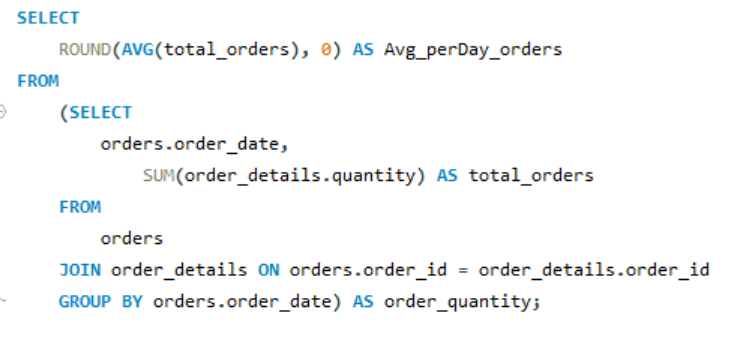 SELECT
ROUND(AVG(total_orders), 0) AS Avg_perDay_orders
FROM
(SELECT
orders.order_date,
SUM(order_details.quantity) AS total_orders
FROM
orders
JOIN order_details ON orders.order_id = order_details.order_id
GROUP BY orders.order_date) AS order_quantity;